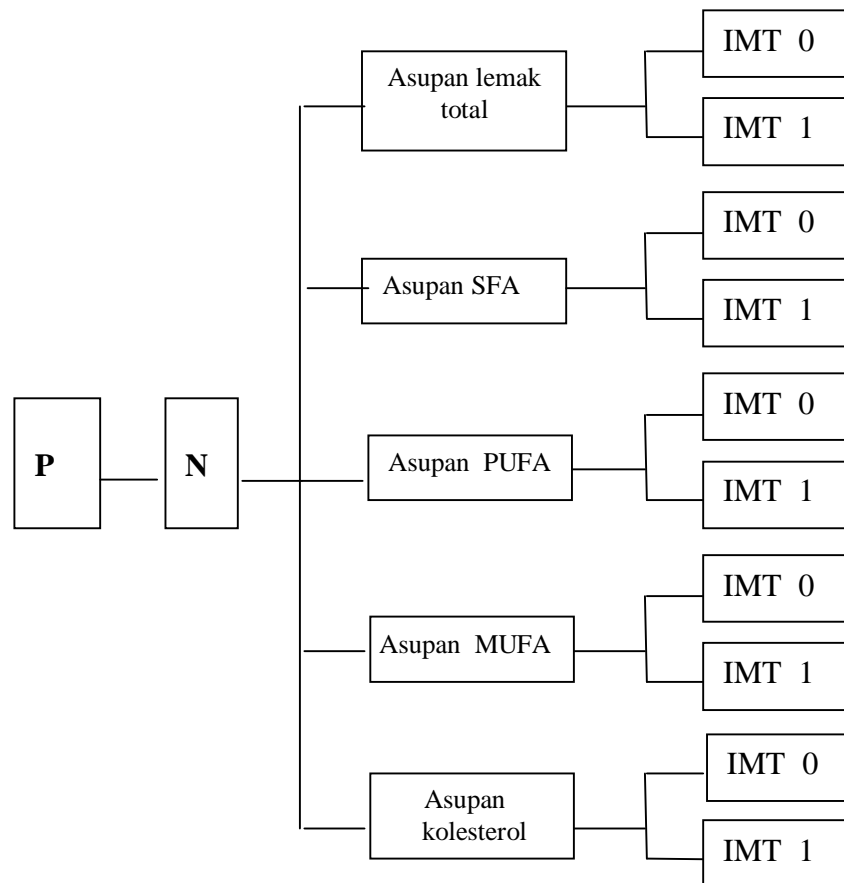 IMT 0
Asupan lemak
total
IMT 1
IMT 0
Asupan SFA
IMT 1
P
N
IMT 0
Asupan PUFA
IMT 1
IMT 0
Asupan MUFA
IMT 1
IMT 0
Asupan
kolesterol
IMT 1